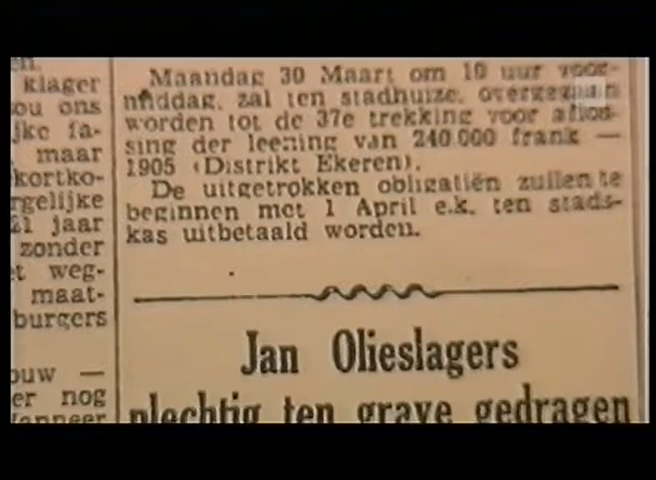 klager
ou ons
jke fa-
maar
kortko-
rgelijke
21 jaar
zonder
t weg-
maat-
burgers
ouw —
er nog
Wanneer
Maandag 30 Maart om 10 uur voor-
middag, zal ten stadhuize, overgegaan
worden tot de 37e trekking voor aflos-
sing der leening van 240.000 frank —
1905 (Distrikt Ekeren).
De uitgetrokken obligatiën zullen te
beginnen met 1 April e.k. ten stads-
kas uitbetaald worden.
Jan Olieslagers
plechtig ten grave gedragen